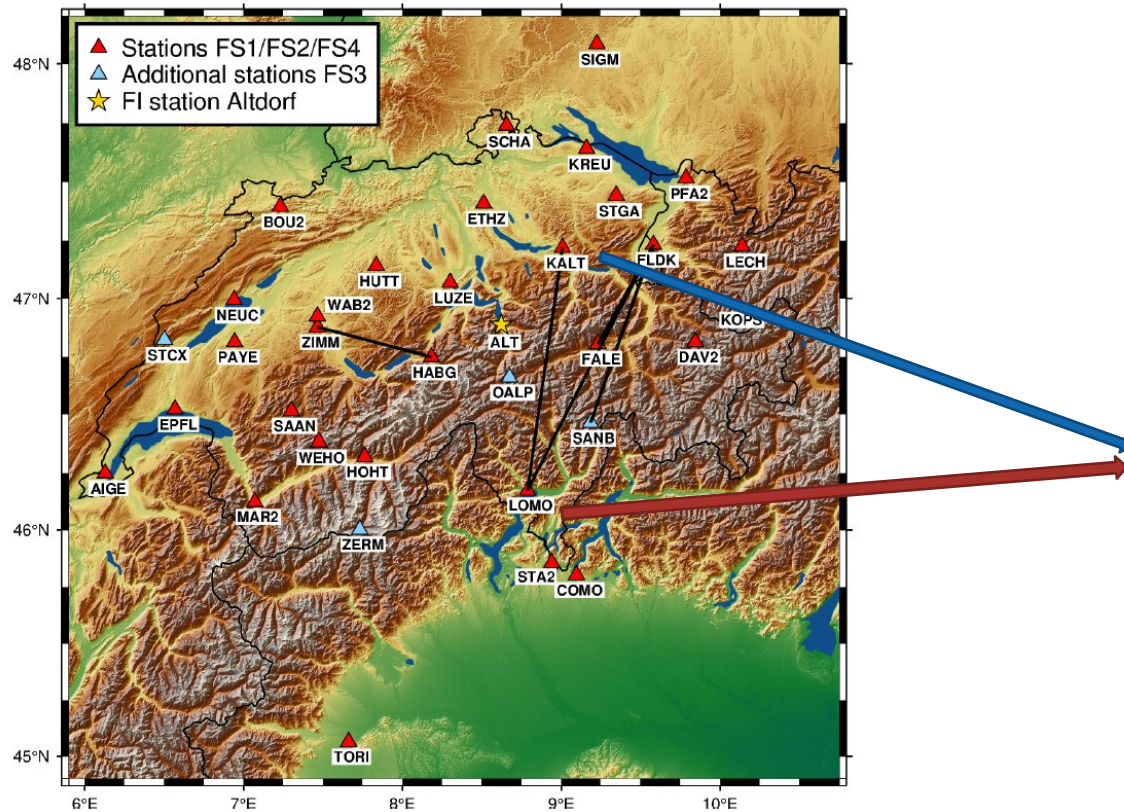 Stations FS1/FS2/FS4
Additional stations FS3
FI station Altdorf
48°N
47°N
46°N
45°N
SIGM
SCHA
KREU
PFA2
BOU2
ETHZ
STGA
KALT
FLDK
LECH
HUTT
LUZE
NEUC
WAB2
KOPS
STCX
PAYE
ZIMM
ALT
HABG
FALE
DAV2
OALP
EPFL
SAAN
SANB
WEHO
HOHT
AIGE
MAR2
LOMO
ZERM
STA2
COMO
TORI
6°E
7°E
8°E
9°E
10°E